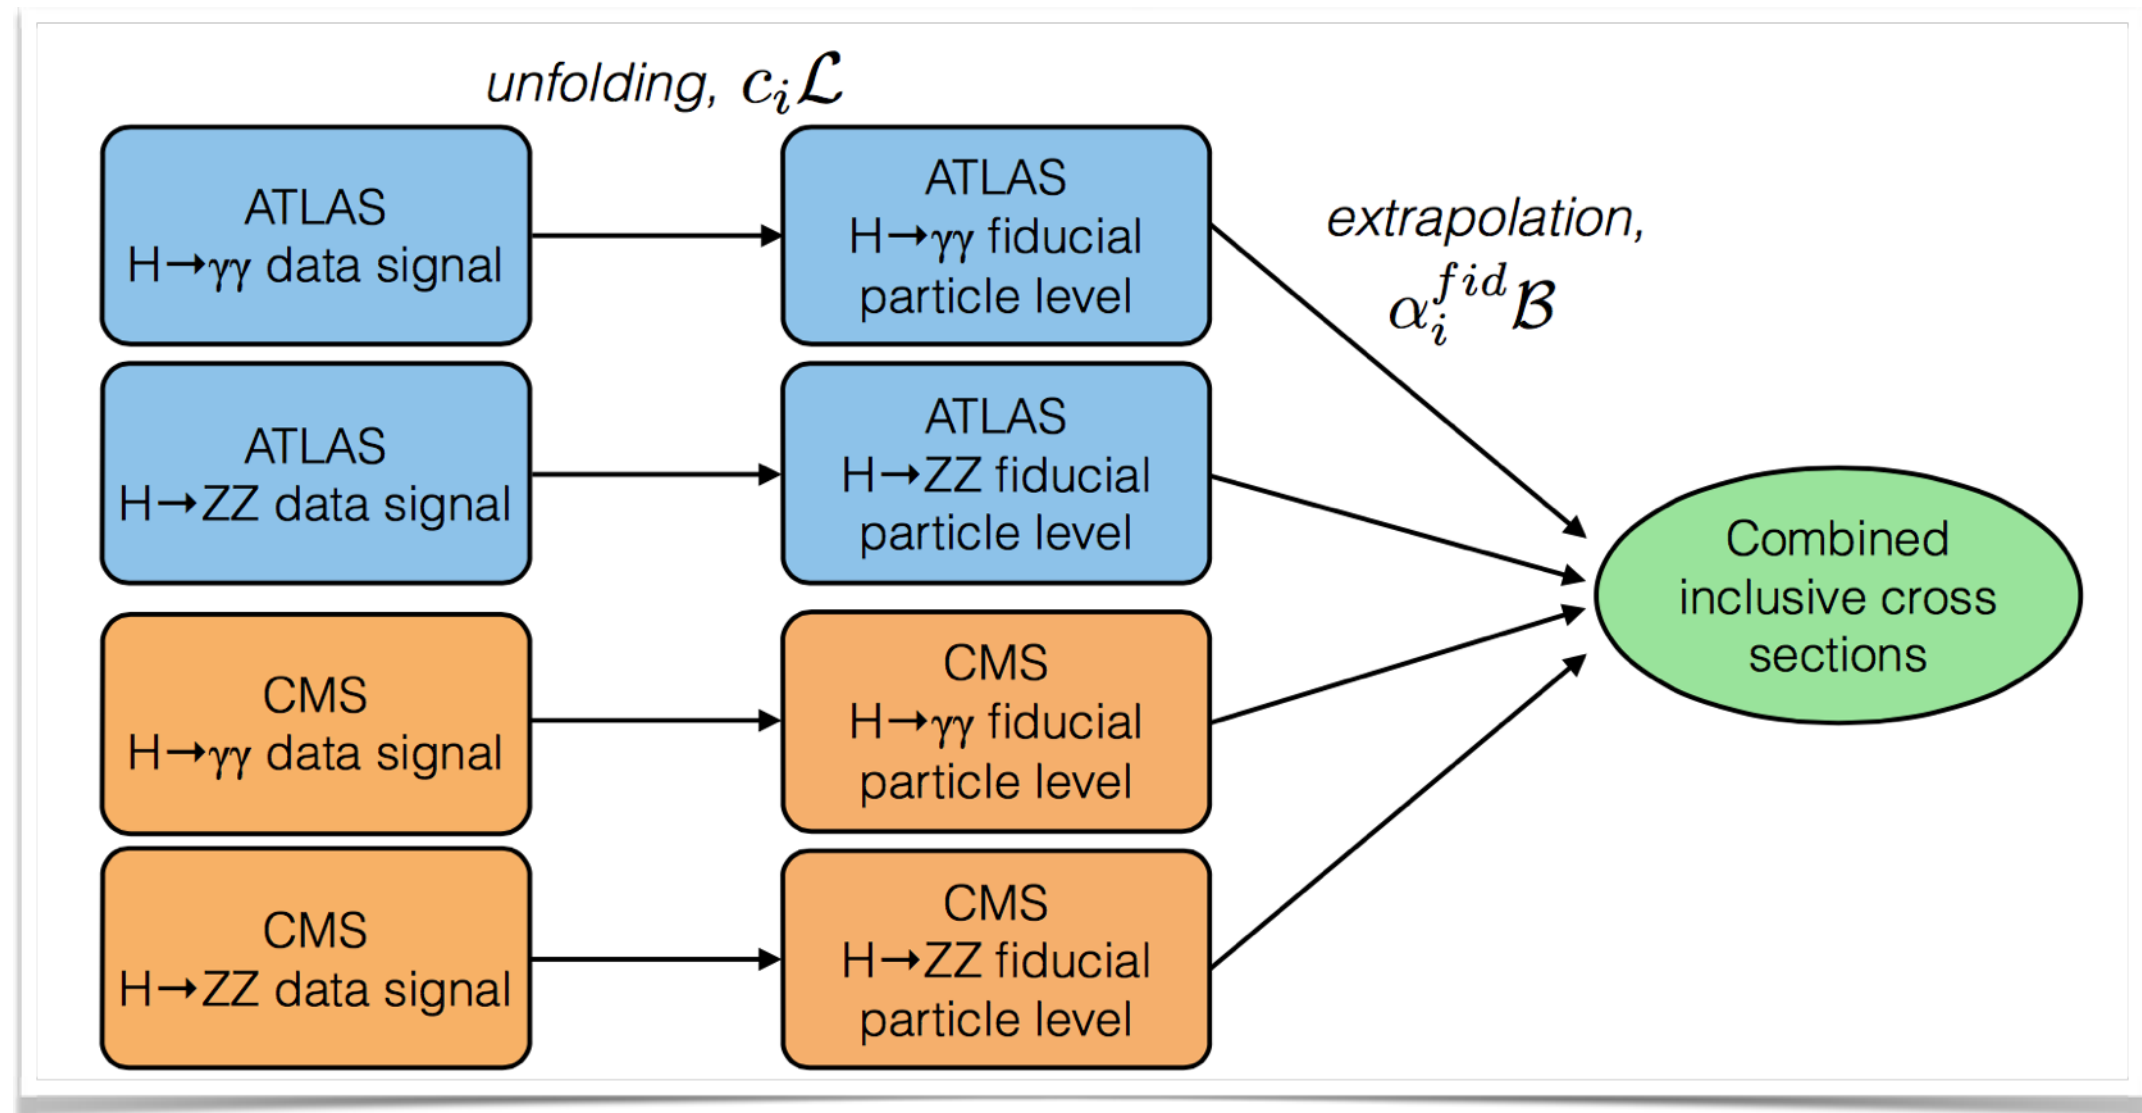 unfolding, c_i ℒ
ATLAS
H→γγ data signal
ATLAS
H→γγ fiducial
particle level
extrapolation,
α_i^{fid} ℬ
ATLAS
H→ZZ data signal
ATLAS
H→ZZ fiducial
particle level
Combined
inclusive cross
sections
CMS
H→γγ data signal
CMS
H→γγ fiducial
particle level
CMS
H→ZZ data signal
CMS
H→ZZ fiducial
particle level